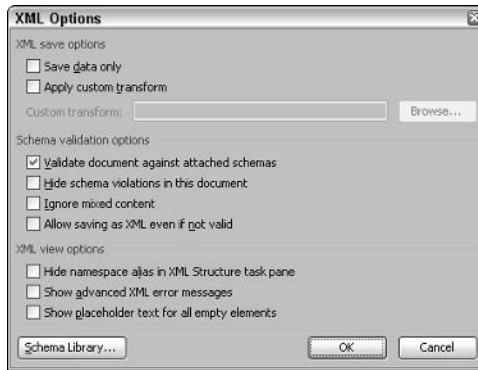 XML Options
XML save options
Save data only
Apply custom transform
Custom transform:
Browse...
Schema validation options
Validate document against attached schemas
Hide schema violations in this document
Ignore mixed content
Allow saving as XML even if not valid
XML view options
Hide namespace alias in XML Structure task pane
Show advanced XML error messages
Show placeholder text for all empty elements
Schema Library...
OK
Cancel